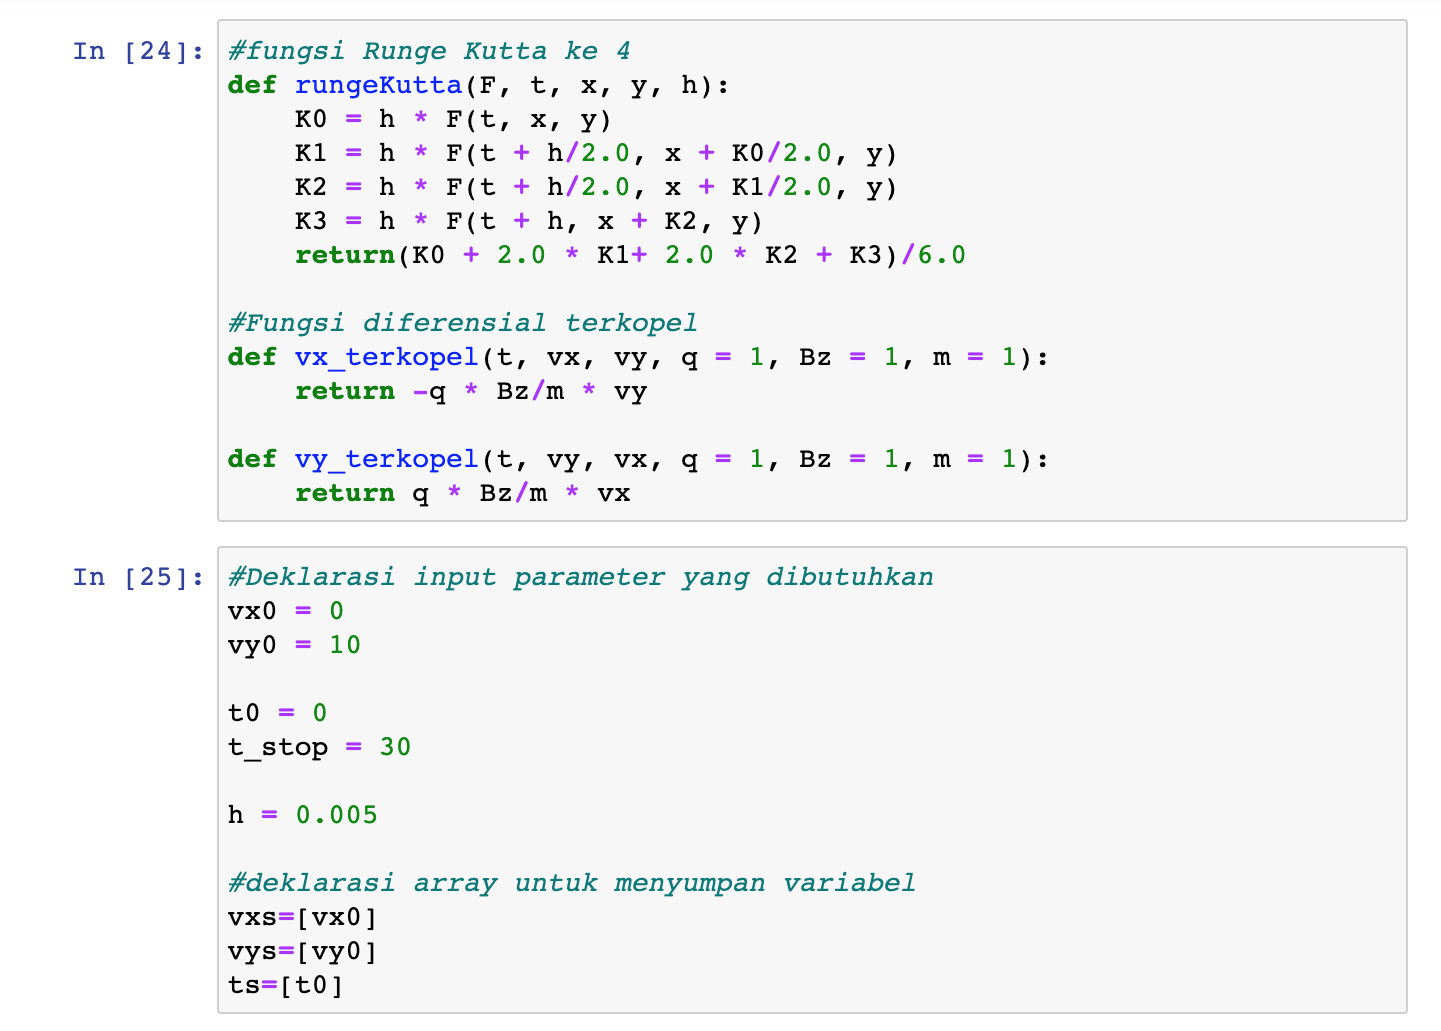 In [24]:
#fungsi Runge Kutta ke 4
def rungeKutta(F, t, x, y, h):
    K0 = h * F(t, x, y)
    K1 = h * F(t + h/2.0, x + K0/2.0, y)
    K2 = h * F(t + h/2.0, x + K1/2.0, y)
    K3 = h * F(t + h, x + K2, y)
    return(K0 + 2.0 * K1+ 2.0 * K2 + K3)/6.0

#Fungsi diferensial terkopel
def vx_terkopel(t, vx, vy, q = 1, Bz = 1, m = 1):
    return -q * Bz/m * vy

def vy_terkopel(t, vy, vx, q = 1, Bz = 1, m = 1):
    return q * Bz/m * vx

In [25]:
#Deklarasi input parameter yang dibutuhkan
vx0 = 0
vy0 = 10

t0 = 0
t_stop = 30

h = 0.005

#deklarasi array untuk menyumpan variabel
vxs=[vx0]
vys=[vy0]
ts=[t0]